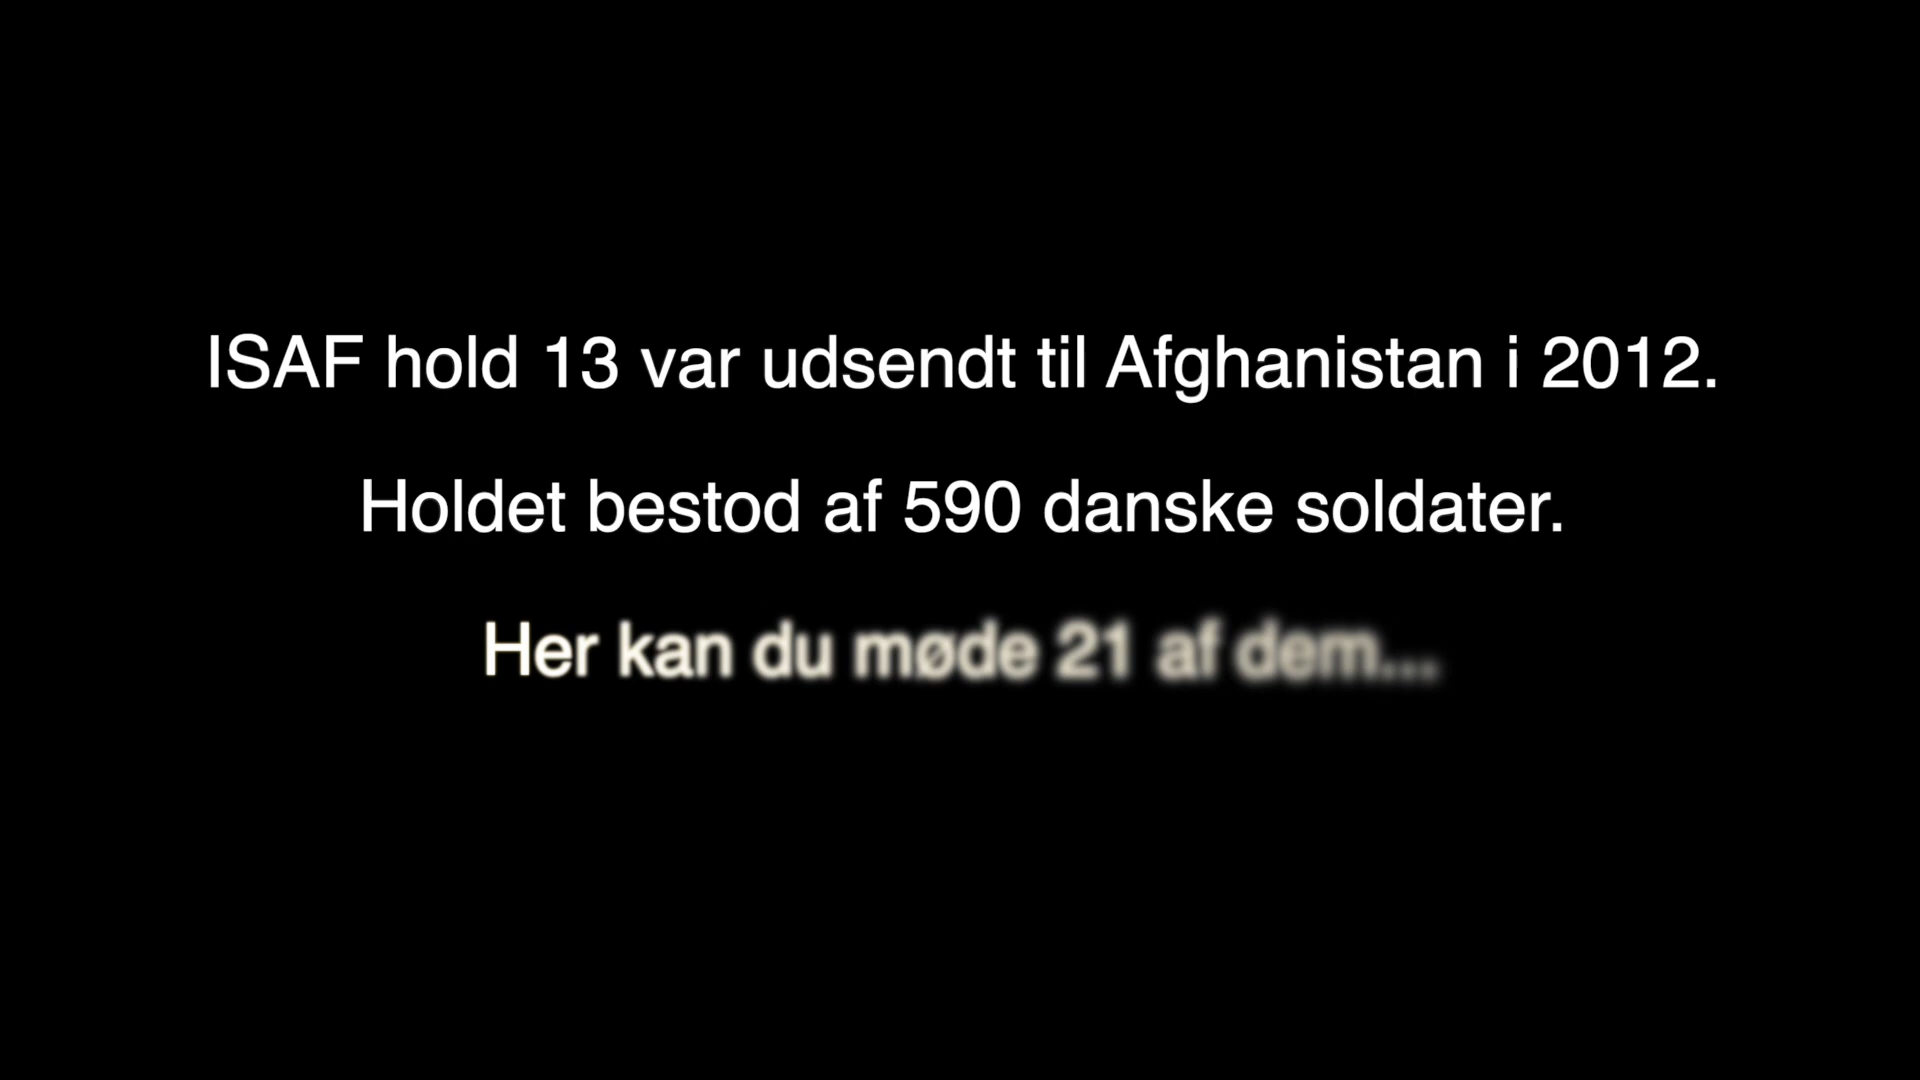 ISAF hold 13 var udsendt til Afghanistan i 2012.
Holdet bestod af 590 danske soldater.
Her kan du møde 21 af dem...